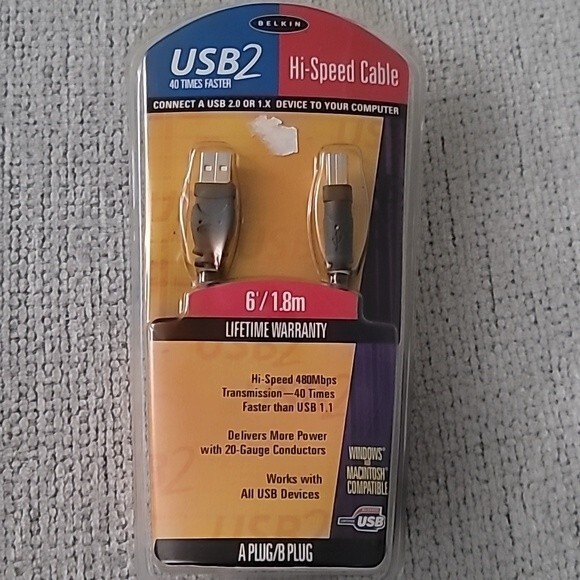 BELKIN
USB2
40 TIMES FASTER
Hi-Speed Cable
CONNECT A USB 2.0 OR 1.X DEVICE TO YOUR COMPUTER
6'/1.8m
LIFETIME WARRANTY
Hi-Speed 480Mbps
Transmission—40 Times
Faster than USB 1.1
Delivers More Power
with 20-Gauge Conductors
Works with
All USB Devices
WINDOWS®
AND
MACINTOSH®
COMPATIBLE
USB
A PLUG/B PLUG
USB2